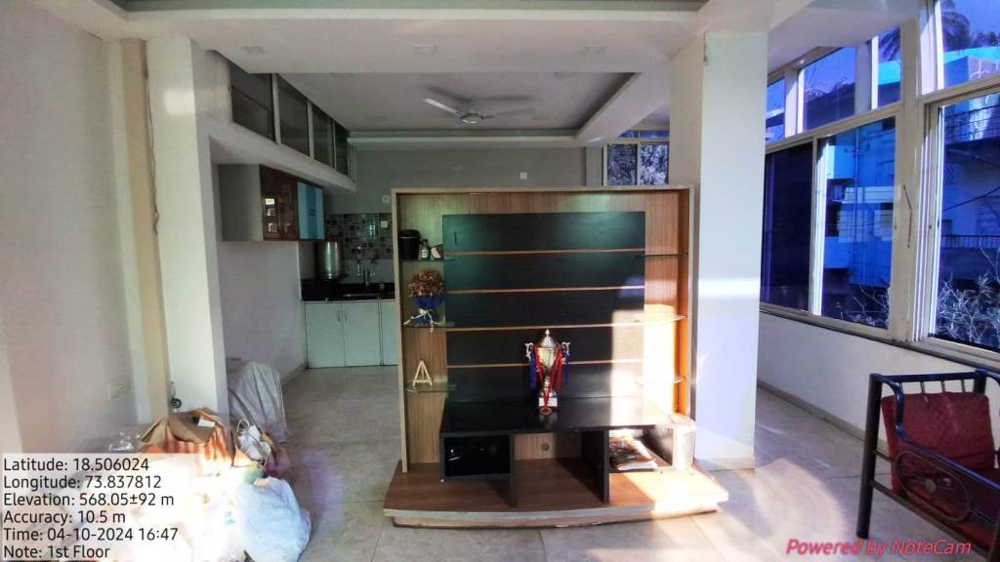 Latitude: 18.506024
Longitude: 73.837812
Elevation: 568.05±92 m
Accuracy: 10.5 m
Time: 04-10-2024 16:47
Note: 1st Floor
Powered by NoteCam